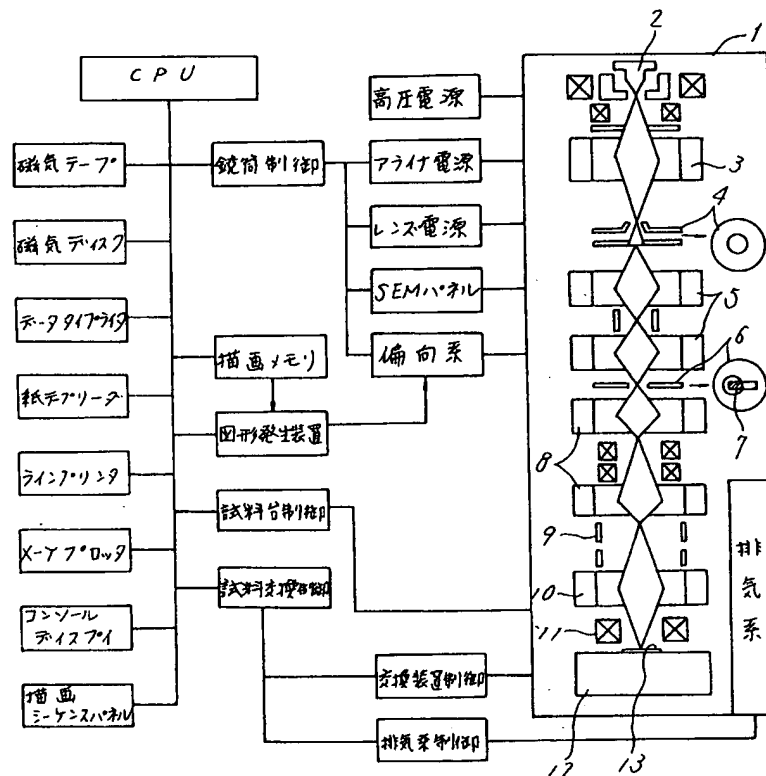 CPU
磁気テープ
磁気ディスク
データタイプライタ
紙テプリーダ
ラインプリンタ
X-Yプロッタ
コンソール
ディスプイ
描画
シーケンスパネル
鏡筒制御
描画メモリ
図形発生装置
試料台制御
試料交換制御
高圧電源
アライナ電源
レンズ電源
SEMパネル
偏向系
交換装置制御
排気系制御
排気系
1
2
3
4
5
6
7
8
9
10
11
12
13